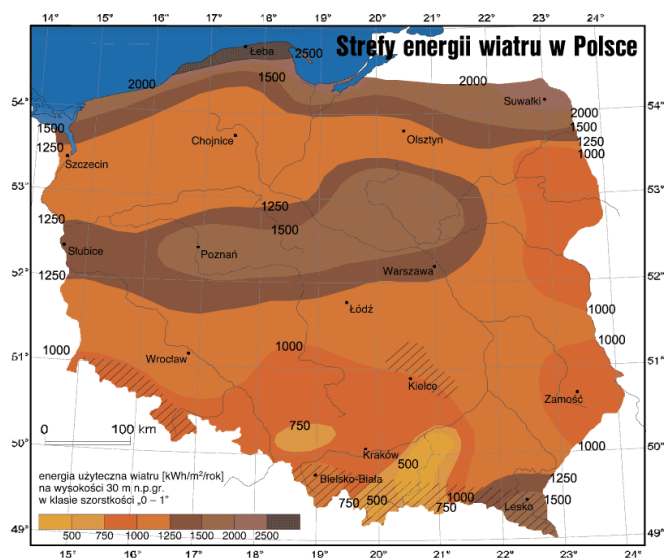 14° 15° 16° 17° 18° 19° 20° 21° 22° 23° 24°
Strefy energii wiatru w Polsce
Łeba
2500
2000
1500
2000
Suwałki
54°
54°
2000
1500
1500
1250
1250
Chojnice
Olsztyn
1000
Szczecin
53°
53°
1250
1250
1500
Słubice
Poznań
Warszawa
1250
52°
52°
Łódź
1000
1000
1000
51°
51°
Wrocław
Kielce
Zamość
0 100 km
750
50°
50°
Kraków
1000
500
energia użyteczna wiatru [kWh/m²/rok]
na wysokości 30 m n.p.gr.
w klasie szorstkości „0 – 1"
Bielsko-Biała
1250
1500
Lesko
750 500 750 1000
500 750 1000 1250 1500 2000 2500
49°
49°
15° 16° 17° 18° 19° 20° 21° 22° 23°